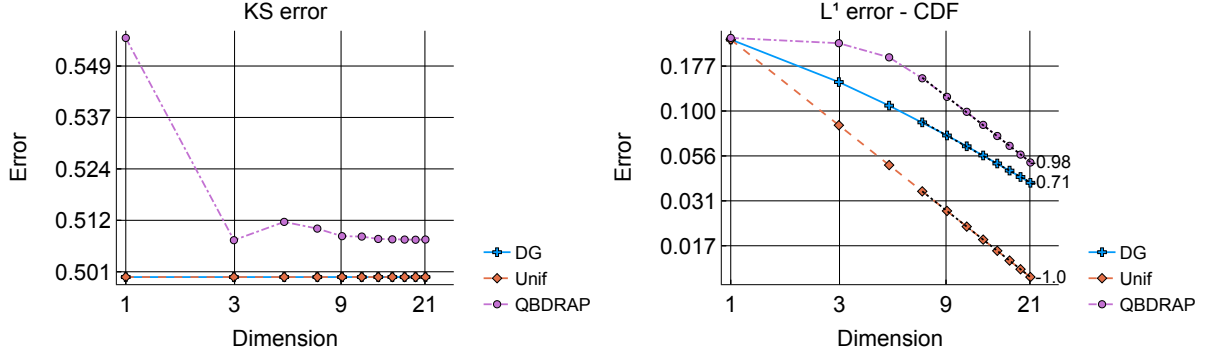 KS error
0.549
0.537
0.524
0.512
0.501
Error
1
3
9
21
Dimension
DG
Unif
QBDRAP
L¹ error - CDF
0.177
0.100
0.056
0.031
0.017
Error
-0.98
-0.71
-1.0
1
3
9
21
Dimension
DG
Unif
QBDRAP